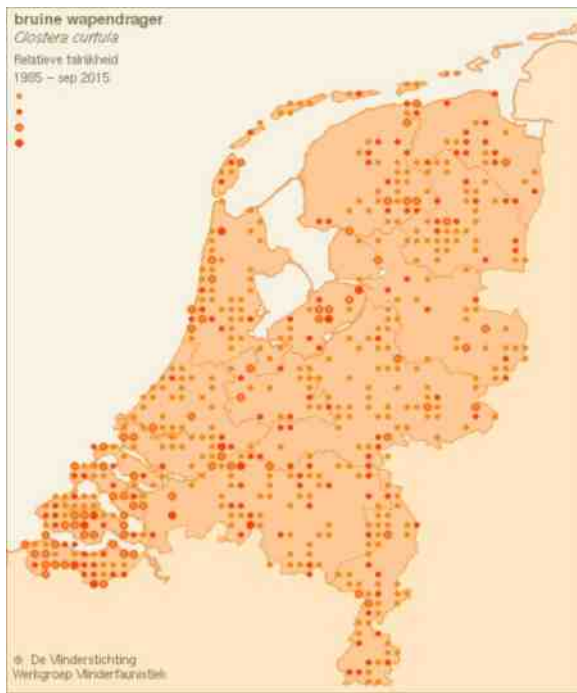 bruine wapendrager
Clostera curtula
Relatieve talrijkheid
1985 – sep 2015
® De Vlinderstichting
Werkgroep Vlinderfaunistiek